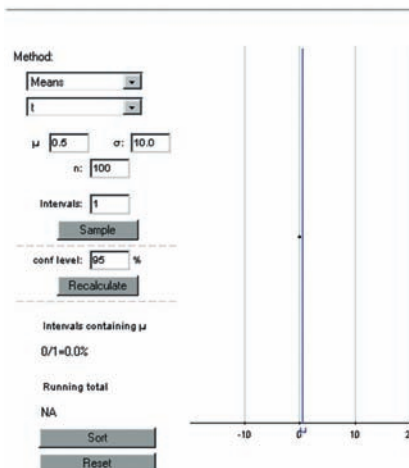 Method:
Means
t
μ 0.5 σ: 10.0
n: 100
Intervals: 1
Sample
conf level: 95 %
Recalculate
Intervals containing μ
0/1=0.0%
Running total
NA
Sort
Reset
-10 0 10 2
μ